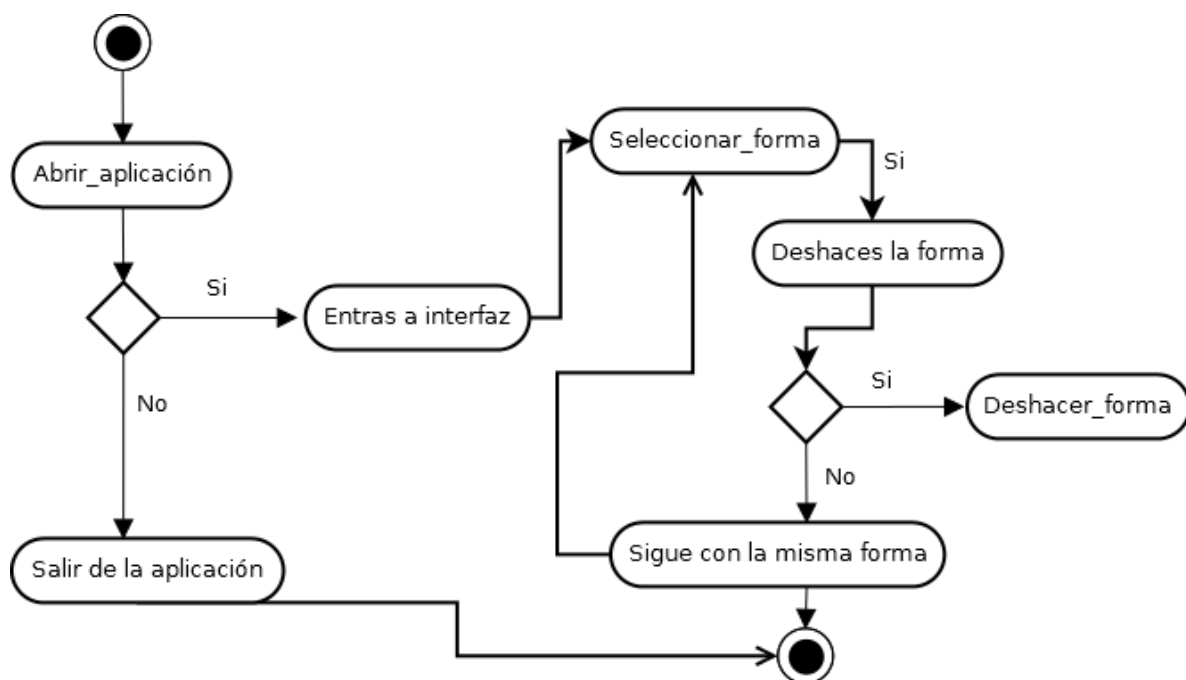 Abrir_aplicación
Si
Entras a interfaz
No
Salir de la aplicación
Seleccionar_forma
Si
Deshaces la forma
Si
Deshacer_forma
No
Sigue con la misma forma